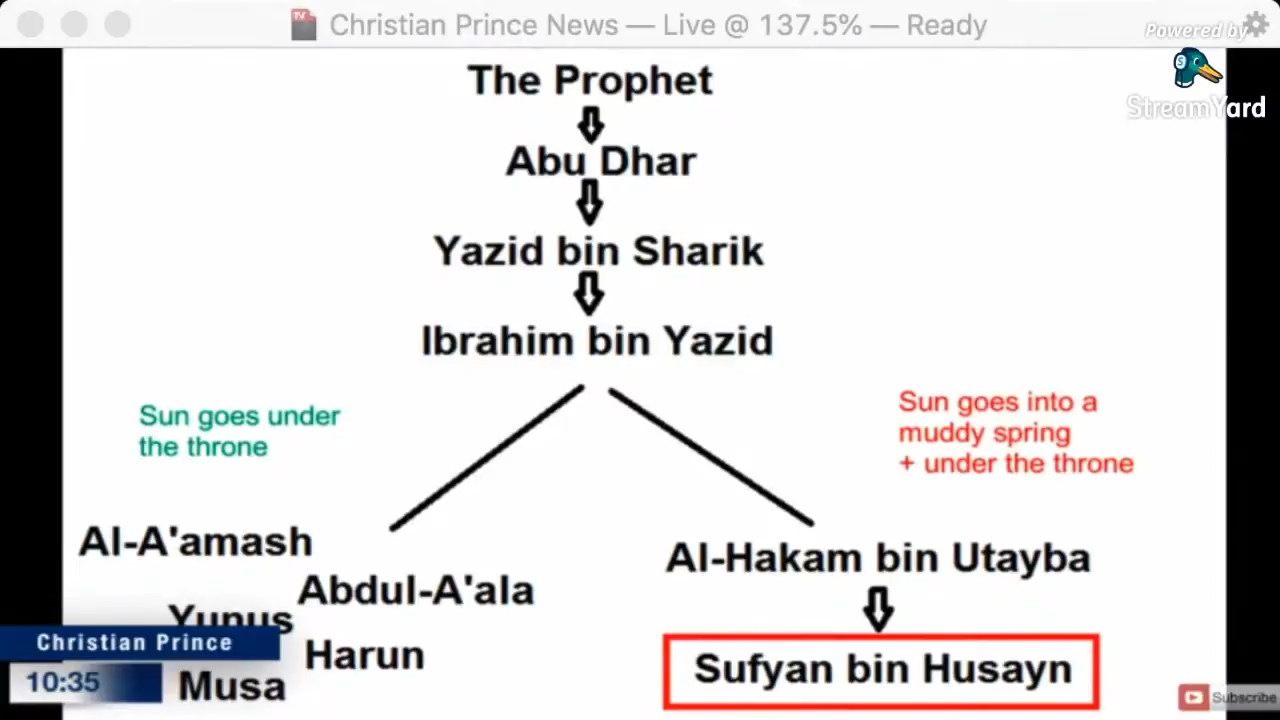 Christian Prince News — Live @ 137.5% — Ready
Powered by
StreamYard
The Prophet
Abu Dhar
Yazid bin Sharik
Ibrahim bin Yazid
Sun goes under
the throne
Sun goes into a
muddy spring
+ under the throne
Al-A'amash
Abdul-A'ala
Yunus
Harun
Musa
Al-Hakam bin Utayba
Sufyan bin Husayn
Christian Prince
10:35
Subscribe